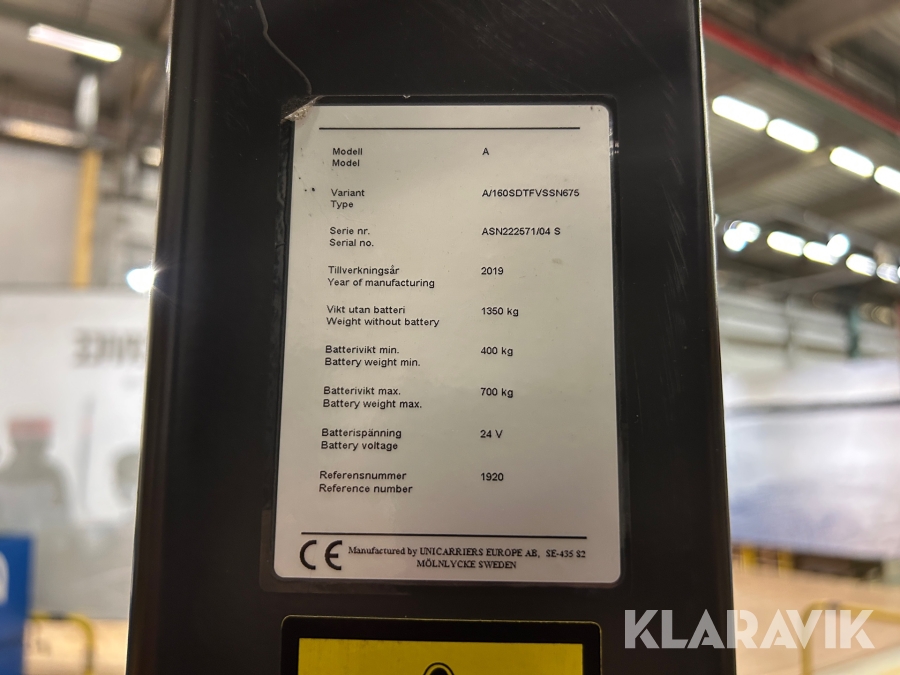 Modell A
Model
Variant A/160SDTFVSSN675
Type
Serie nr. ASN222571/04 S
Serial no.
Tillverkningsår 2019
Year of manufacturing
Vikt utan batteri 1350 kg
Weight without battery
Batterivikt min. 400 kg
Battery weight min.
Batterivikt max. 700 kg
Battery weight max.
Batterispänning 24 V
Battery voltage
Referensnummer 1920
Reference number
CE Manufactured by UNICARRIERS EUROPE AB, SE-435 S2
MÖLNLYCKE SWEDEN
KLARAVIK